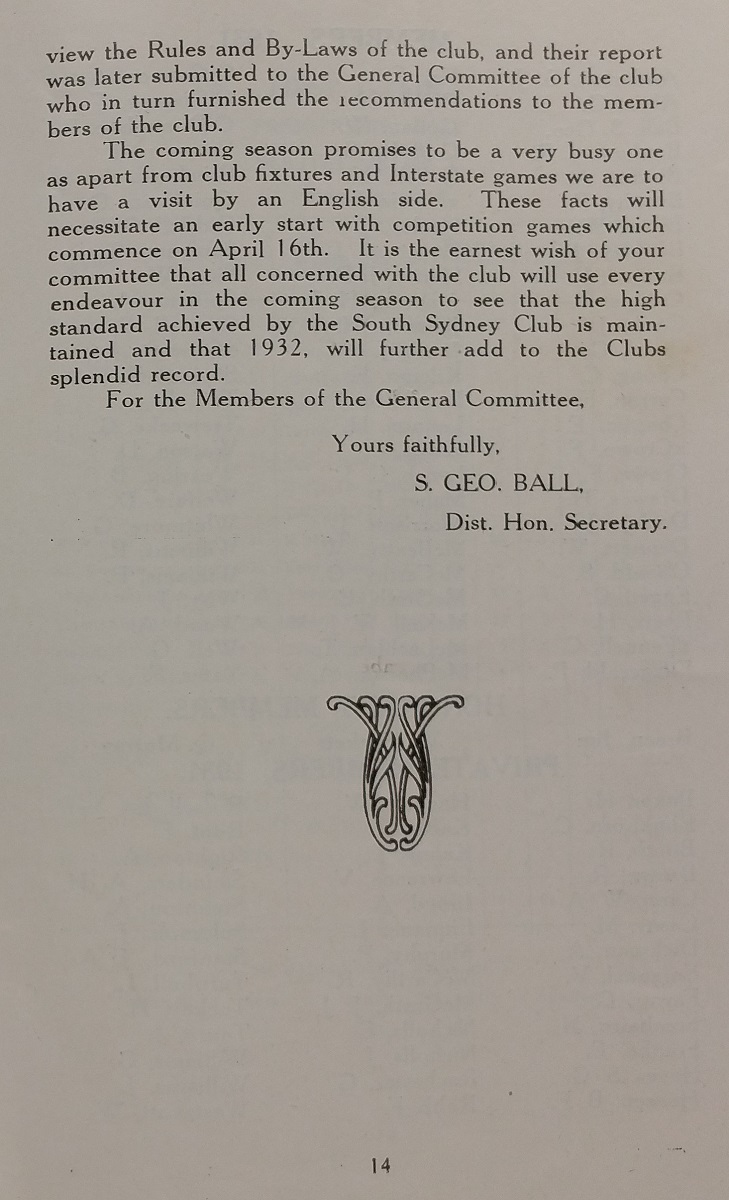 view the Rules and By-Laws of the club, and their report
was later submitted to the General Committee of the club
who in turn furnished the recommendations to the mem-
bers of the club.
The coming season promises to be a very busy one
as apart from club fixtures and Interstate games we are to
have a visit by an English side. These facts will
necessitate an early start with competition games which
commence on April 16th. It is the earnest wish of your
committee that all concerned with the club will use every
endeavour in the coming season to see that the high
standard achieved by the South Sydney Club is main-
tained and that 1932, will further add to the Clubs
splendid record.
For the Members of the General Committee,
Yours faithfully,
S. GEO. BALL,
Dist. Hon. Secretary.
14